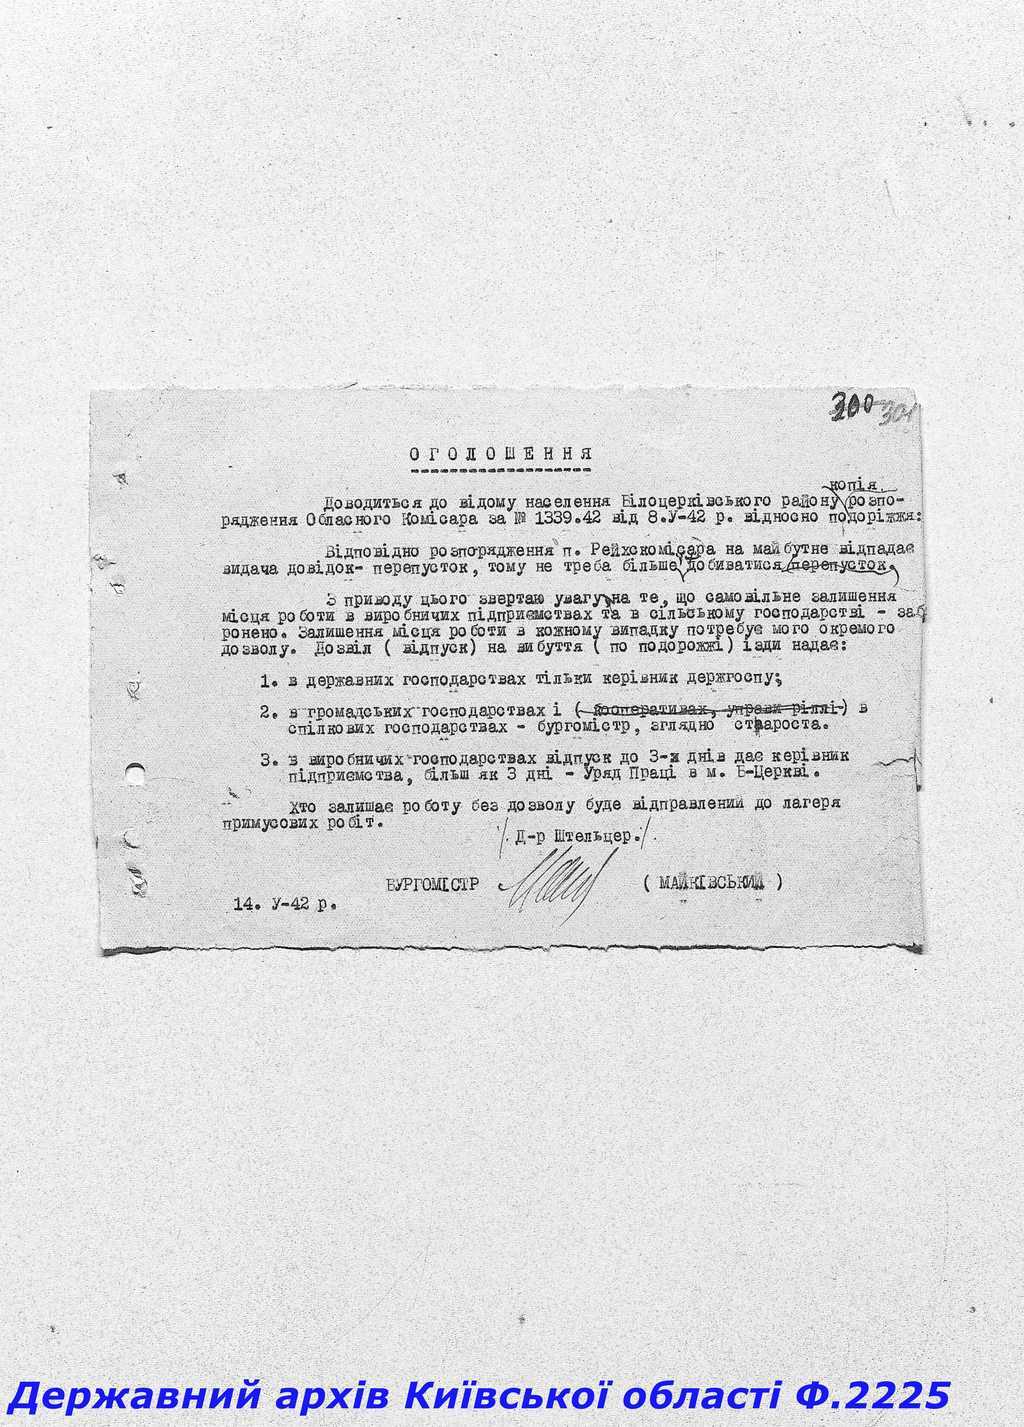 300 301
ОГОЛОШЕННЯ
копія
Доводиться до відому населення Білоцерківського району розпо-
рядження Обласного Комісара за № 1339.42 від 8.У-42 р. відносно подоріжжя:
Відповідно розпорядження п. Рейхскомісара на майбутне відпадає
видача довідок- перепусток, тому не треба більше добиватися перепусток.
З приводу цього звертаю увагу на те, що самовільне залишення
місця роботи в виробничих підприємствах та в сільському господарстві - заб
ронено. Залишення місця роботи в кожному випадку потребує мого окремого
дозволу. Дозвіл ( відпуск) на вибуття ( по подорожжі) їзди надає:
1. в державних господарствах тільки керівник держгоспу;
2. в громадських господарствах і ( кооперативах, управи ріллі ) в
спілкових господарствах - бургомістр, зглядно староста.
3. в виробничих господарствах відпуск до 3-х днів дає керівник
підприємства, більш як 3 дні - Уряд Праці в м. Б-Церкві.
Хто залишає роботу без дозволу буде відправлений до лагеря
примусових робіт.
/. Д-р Штельцер./.
БУРГОМІСТР ( МАЙКІВСЬКИЙ )
14. У-42 р.
Державний архів Київської області Ф.2225